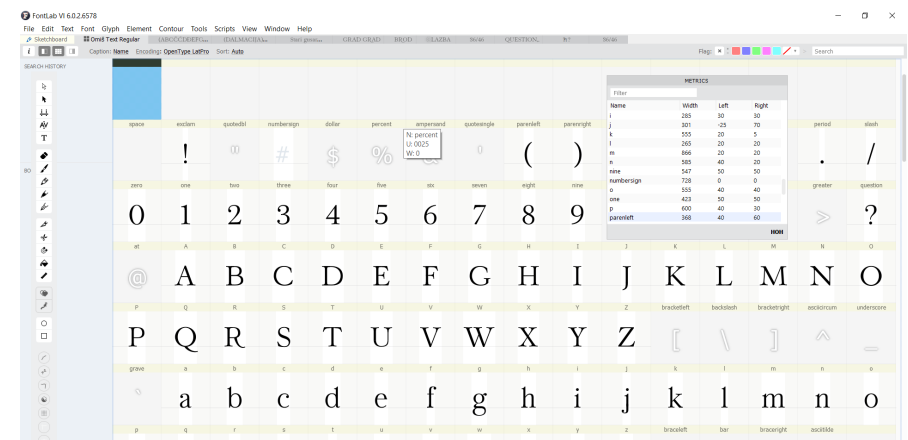 FontLab VI 6.0.2.6578
File Edit Text Font Glyph Element Contour Tools Scripts View Window Help
Sketchboard Omiš Text Regular GRAD GRAD BROD GLAZBA QUESTION,
i Caption: Name Encoding: OpenType LatPro Sort: Auto Flag: Search
SEARCH HISTORY
METRICS
Filter
Name Width Left Right
i 285 30 30
j 301 -25 70
k 555 20 5
l 265 20 20
m 866 20 20
n 585 40 20
nine 547 50 50
numbersign 728 0 0
o 555 40 40
one 423 50 50
p 600 40 30
parenleft 368 40 60
HOH
space exclam quotedbl numbersign dollar percent ampersand quotesingle parenleft parenright period slash
N: percent
U: 0025
W: 0
! " # $ % & ' ( ) . /
zero one two three four five six seven eight nine greater question
0 1 2 3 4 5 6 7 8 9 > ?
at A B C D E F G H I J K L M N O
@ A B C D E F G H I J K L M N O
P Q R S T U V W X Y Z bracketleft backslash bracketright asciicircum underscore
P Q R S T U V W X Y Z [ \ ] ^ _
grave a b c d e f g h i j k l m n o
` a b c d e f g h i j k l m n o
p q r s t u v w x y z braceleft bar braceright asciitilde